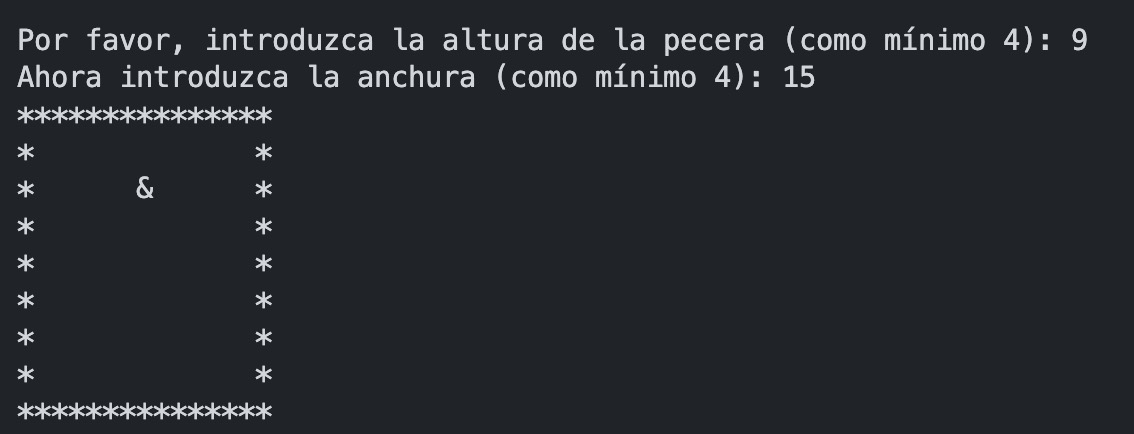 Por favor, introduzca la altura de la pecera (como mínimo 4): 9
Ahora introduzca la anchura (como mínimo 4): 15
***************
*             *
*      &      *
*             *
*             *
*             *
*             *
*             *
***************